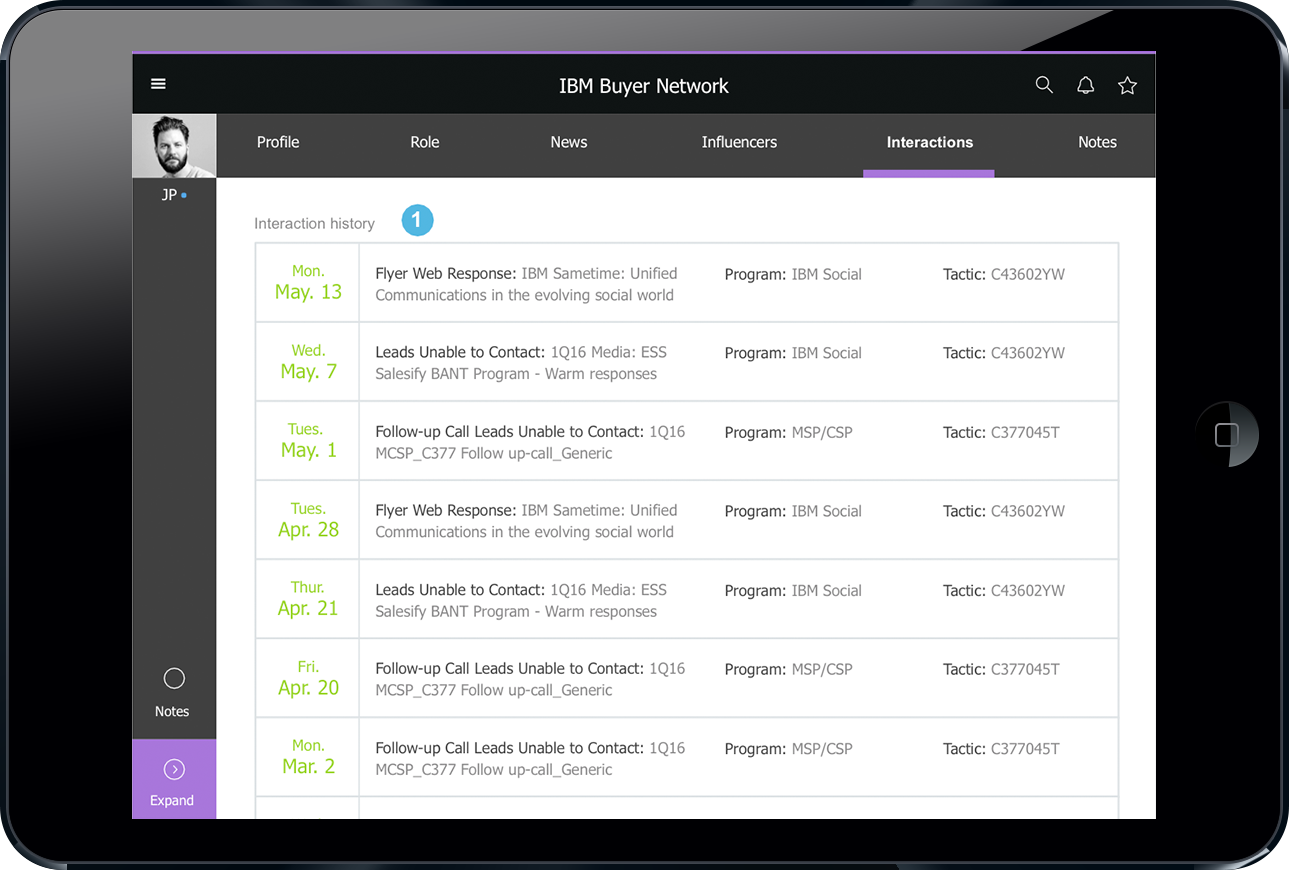 IBM Buyer Network
Profile Role News Influencers Interactions Notes
JP
Interaction history 1
Mon.
May. 13
Flyer Web Response: IBM Sametime: Unified
Communications in the evolving social world
Program: IBM Social
Tactic: C43602YW
Wed.
May. 7
Leads Unable to Contact: 1Q16 Media: ESS
Salesify BANT Program - Warm responses
Program: IBM Social
Tactic: C43602YW
Tues.
May. 1
Follow-up Call Leads Unable to Contact: 1Q16
MCSP_C377 Follow up-call_Generic
Program: MSP/CSP
Tactic: C377045T
Tues.
Apr. 28
Flyer Web Response: IBM Sametime: Unified
Communications in the evolving social world
Program: IBM Social
Tactic: C43602YW
Thur.
Apr. 21
Leads Unable to Contact: 1Q16 Media: ESS
Salesify BANT Program - Warm responses
Program: IBM Social
Tactic: C43602YW
Fri.
Apr. 20
Follow-up Call Leads Unable to Contact: 1Q16
MCSP_C377 Follow up-call_Generic
Program: MSP/CSP
Tactic: C377045T
Mon.
Mar. 2
Follow-up Call Leads Unable to Contact: 1Q16
MCSP_C377 Follow up-call_Generic
Program: MSP/CSP
Tactic: C377045T
Notes
Expand